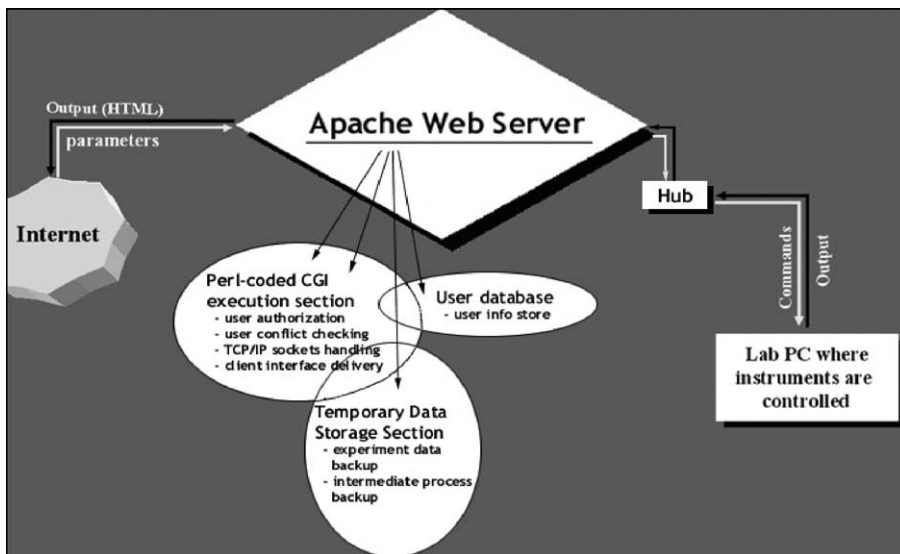 Output (HTML)
parameters
Apache Web Server
Internet
Hub
Commands
Output
Perl-coded CGI
execution section
- user authorization
- user conflict checking
- TCP/IP sockets handling
- client interface delivery
User database
- user info store
Lab PC where
instruments are
controlled
Temporary Data
Storage Section
- experiment data
backup
- intermediate process
backup